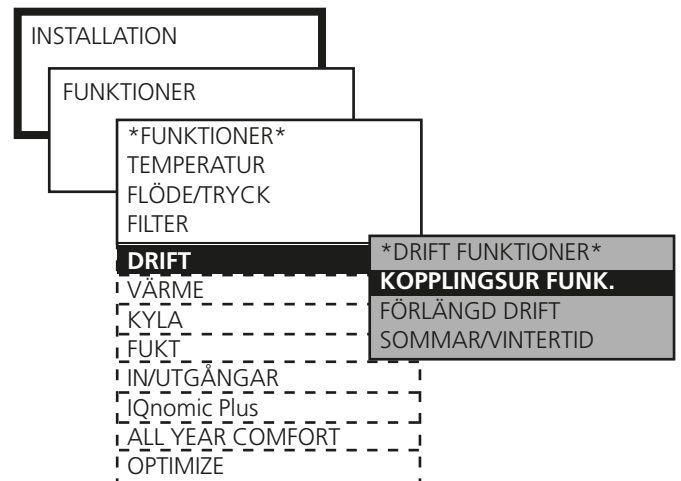 INSTALLATION
FUNKTIONER
*FUNKTIONER*
TEMPERATUR
FLÖDE/TRYCK
FILTER
DRIFT
VÄRME
KYLA
FUKT
IN/UTGÅNGAR
IQnomic Plus
ALL YEAR COMFORT
OPTIMIZE
*DRIFT FUNKTIONER*
KOPPLINGSUR FUNK.
FÖRLÄNGD DRIFT
SOMMAR/VINTERTID